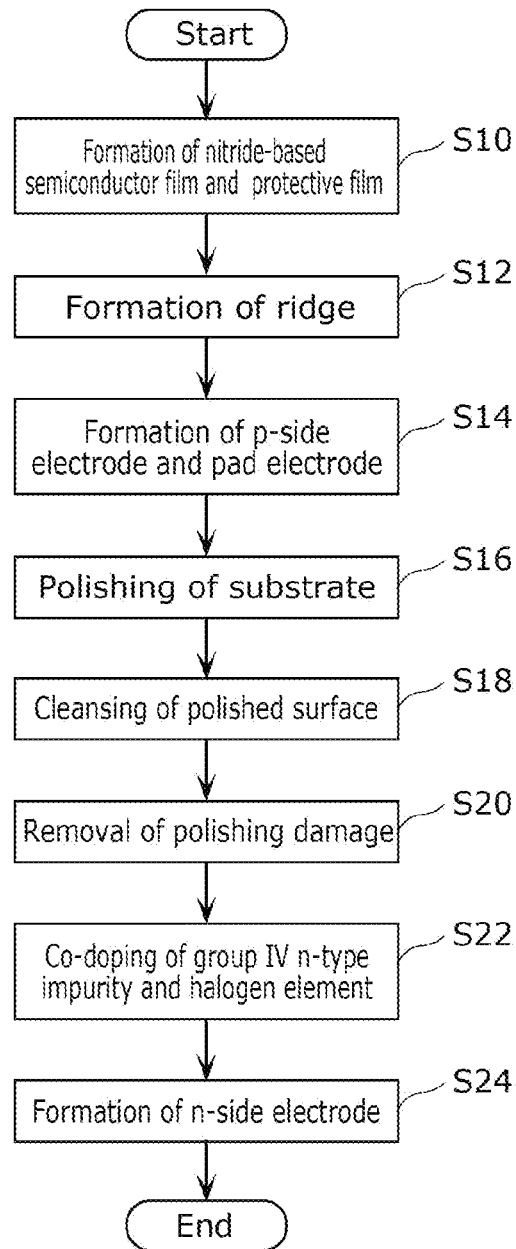 Start
Formation of nitride-based
semiconductor film and protective film
S10
Formation of ridge
S12
Formation of p-side
electrode and pad electrode
S14
Polishing of substrate
S16
Cleansing of polished surface
S18
Removal of polishing damage
S20
Co-doping of group IV n-type
impurity and halogen element
S22
Formation of n-side electrode
S24
End